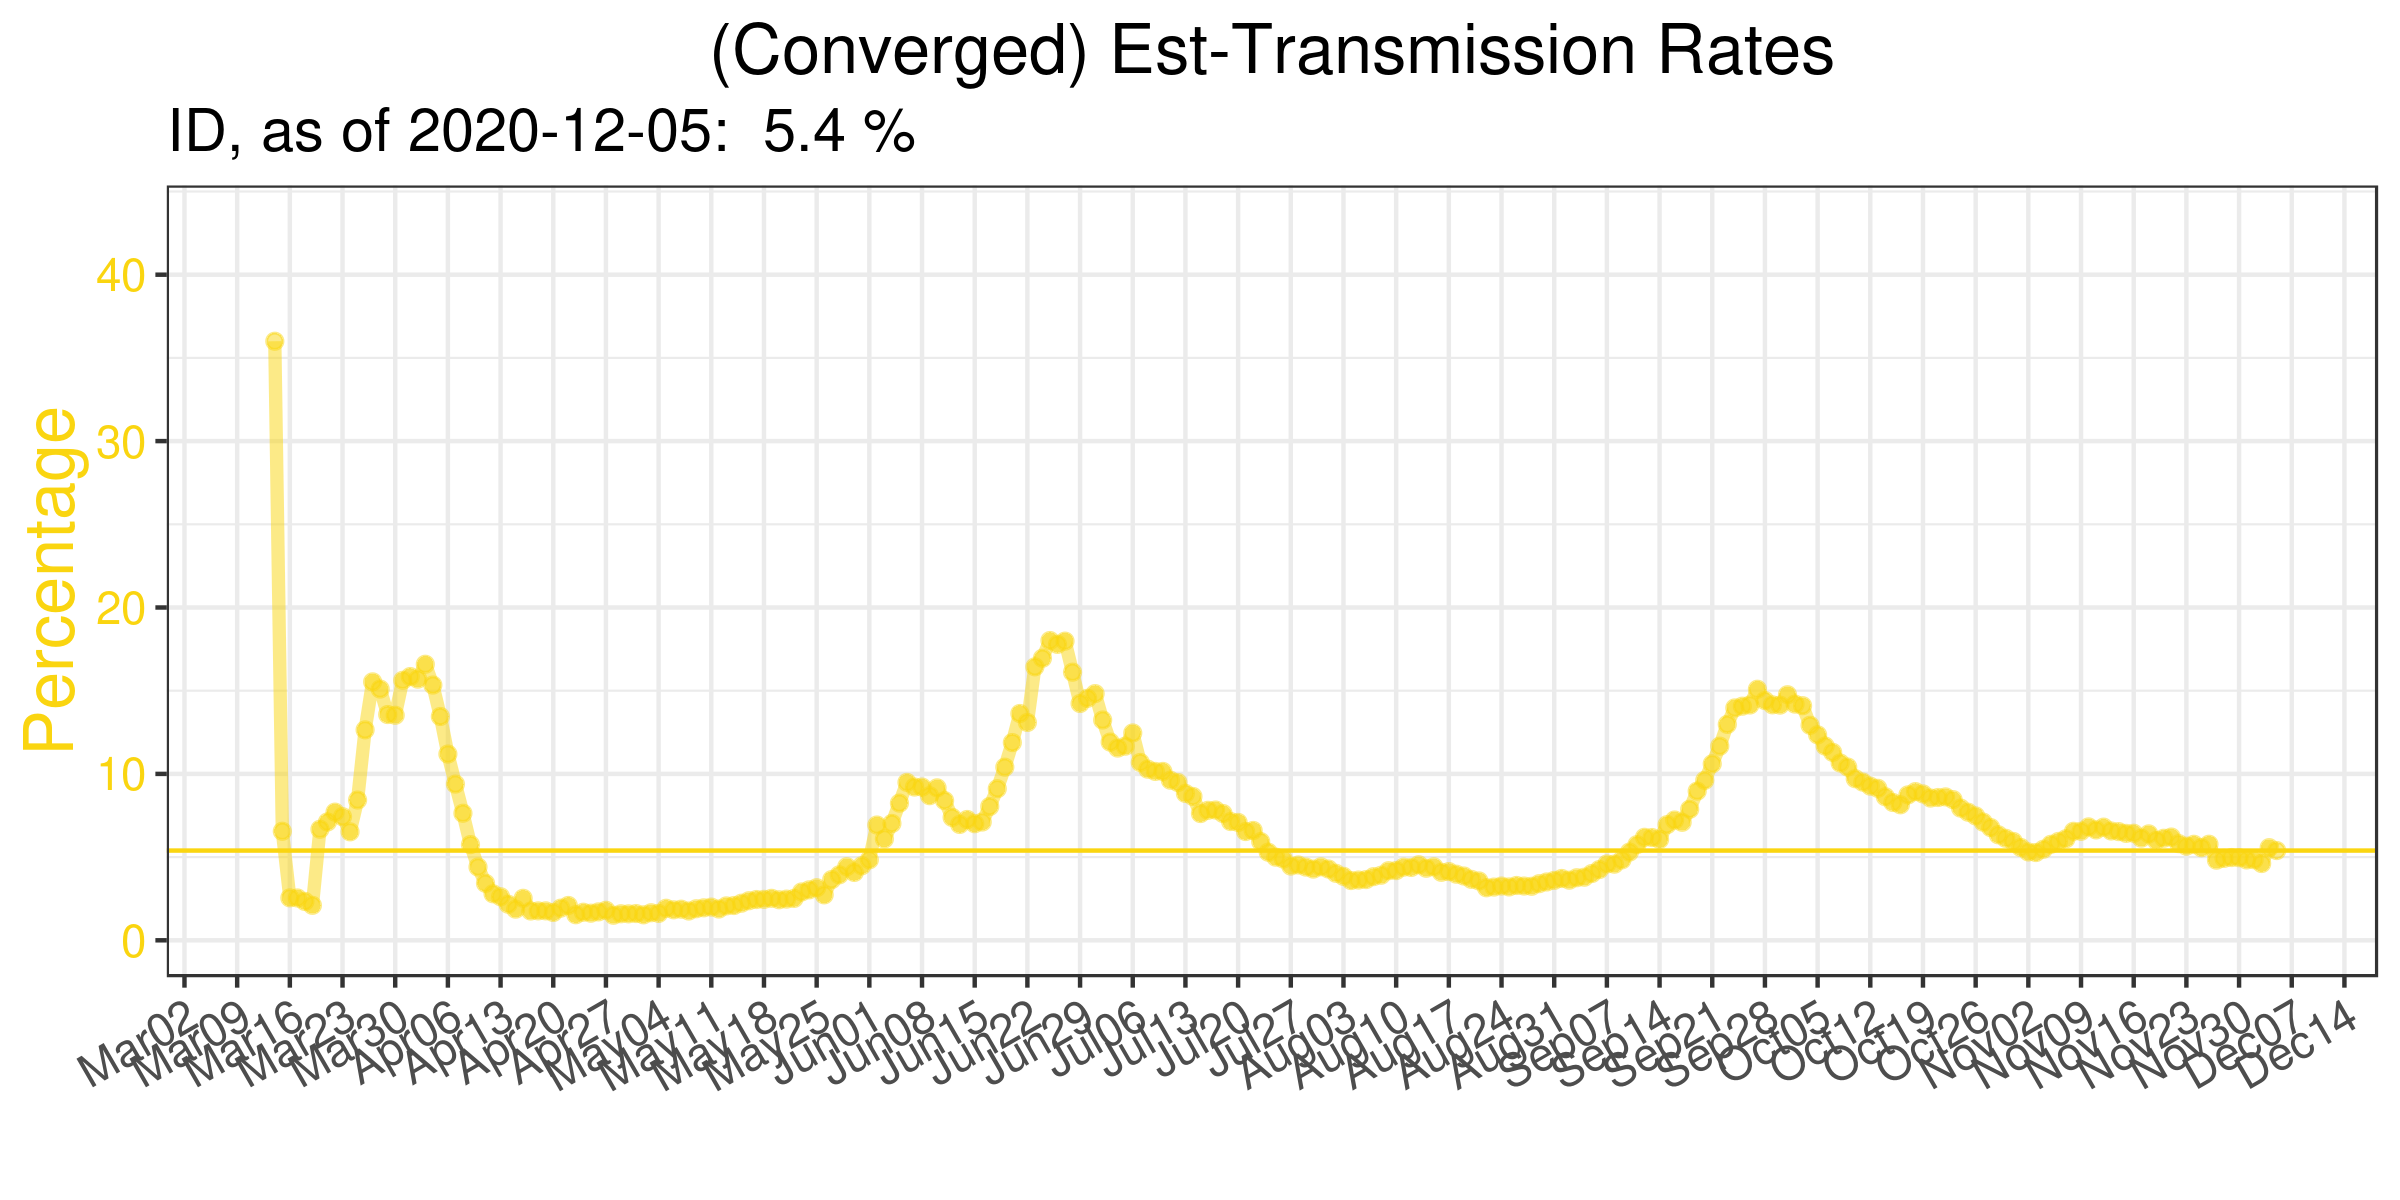 (Converged) Est-Transmission Rates
ID, as of 2020-12-05:  5.4 %
Percentage
40
30
20
10
0
Mar02
Mar09
Mar16
Mar23
Mar30
Apr06
Apr13
Apr20
Apr27
May04
May11
May18
May25
Jun01
Jun08
Jun15
Jun22
Jun29
Jul06
Jul13
Jul20
Jul27
Aug03
Aug10
Aug17
Aug24
Aug31
Sep07
Sep14
Sep21
Sep28
Oct05
Oct12
Oct19
Oct26
Nov02
Nov09
Nov16
Nov23
Nov30
Dec07
Dec14